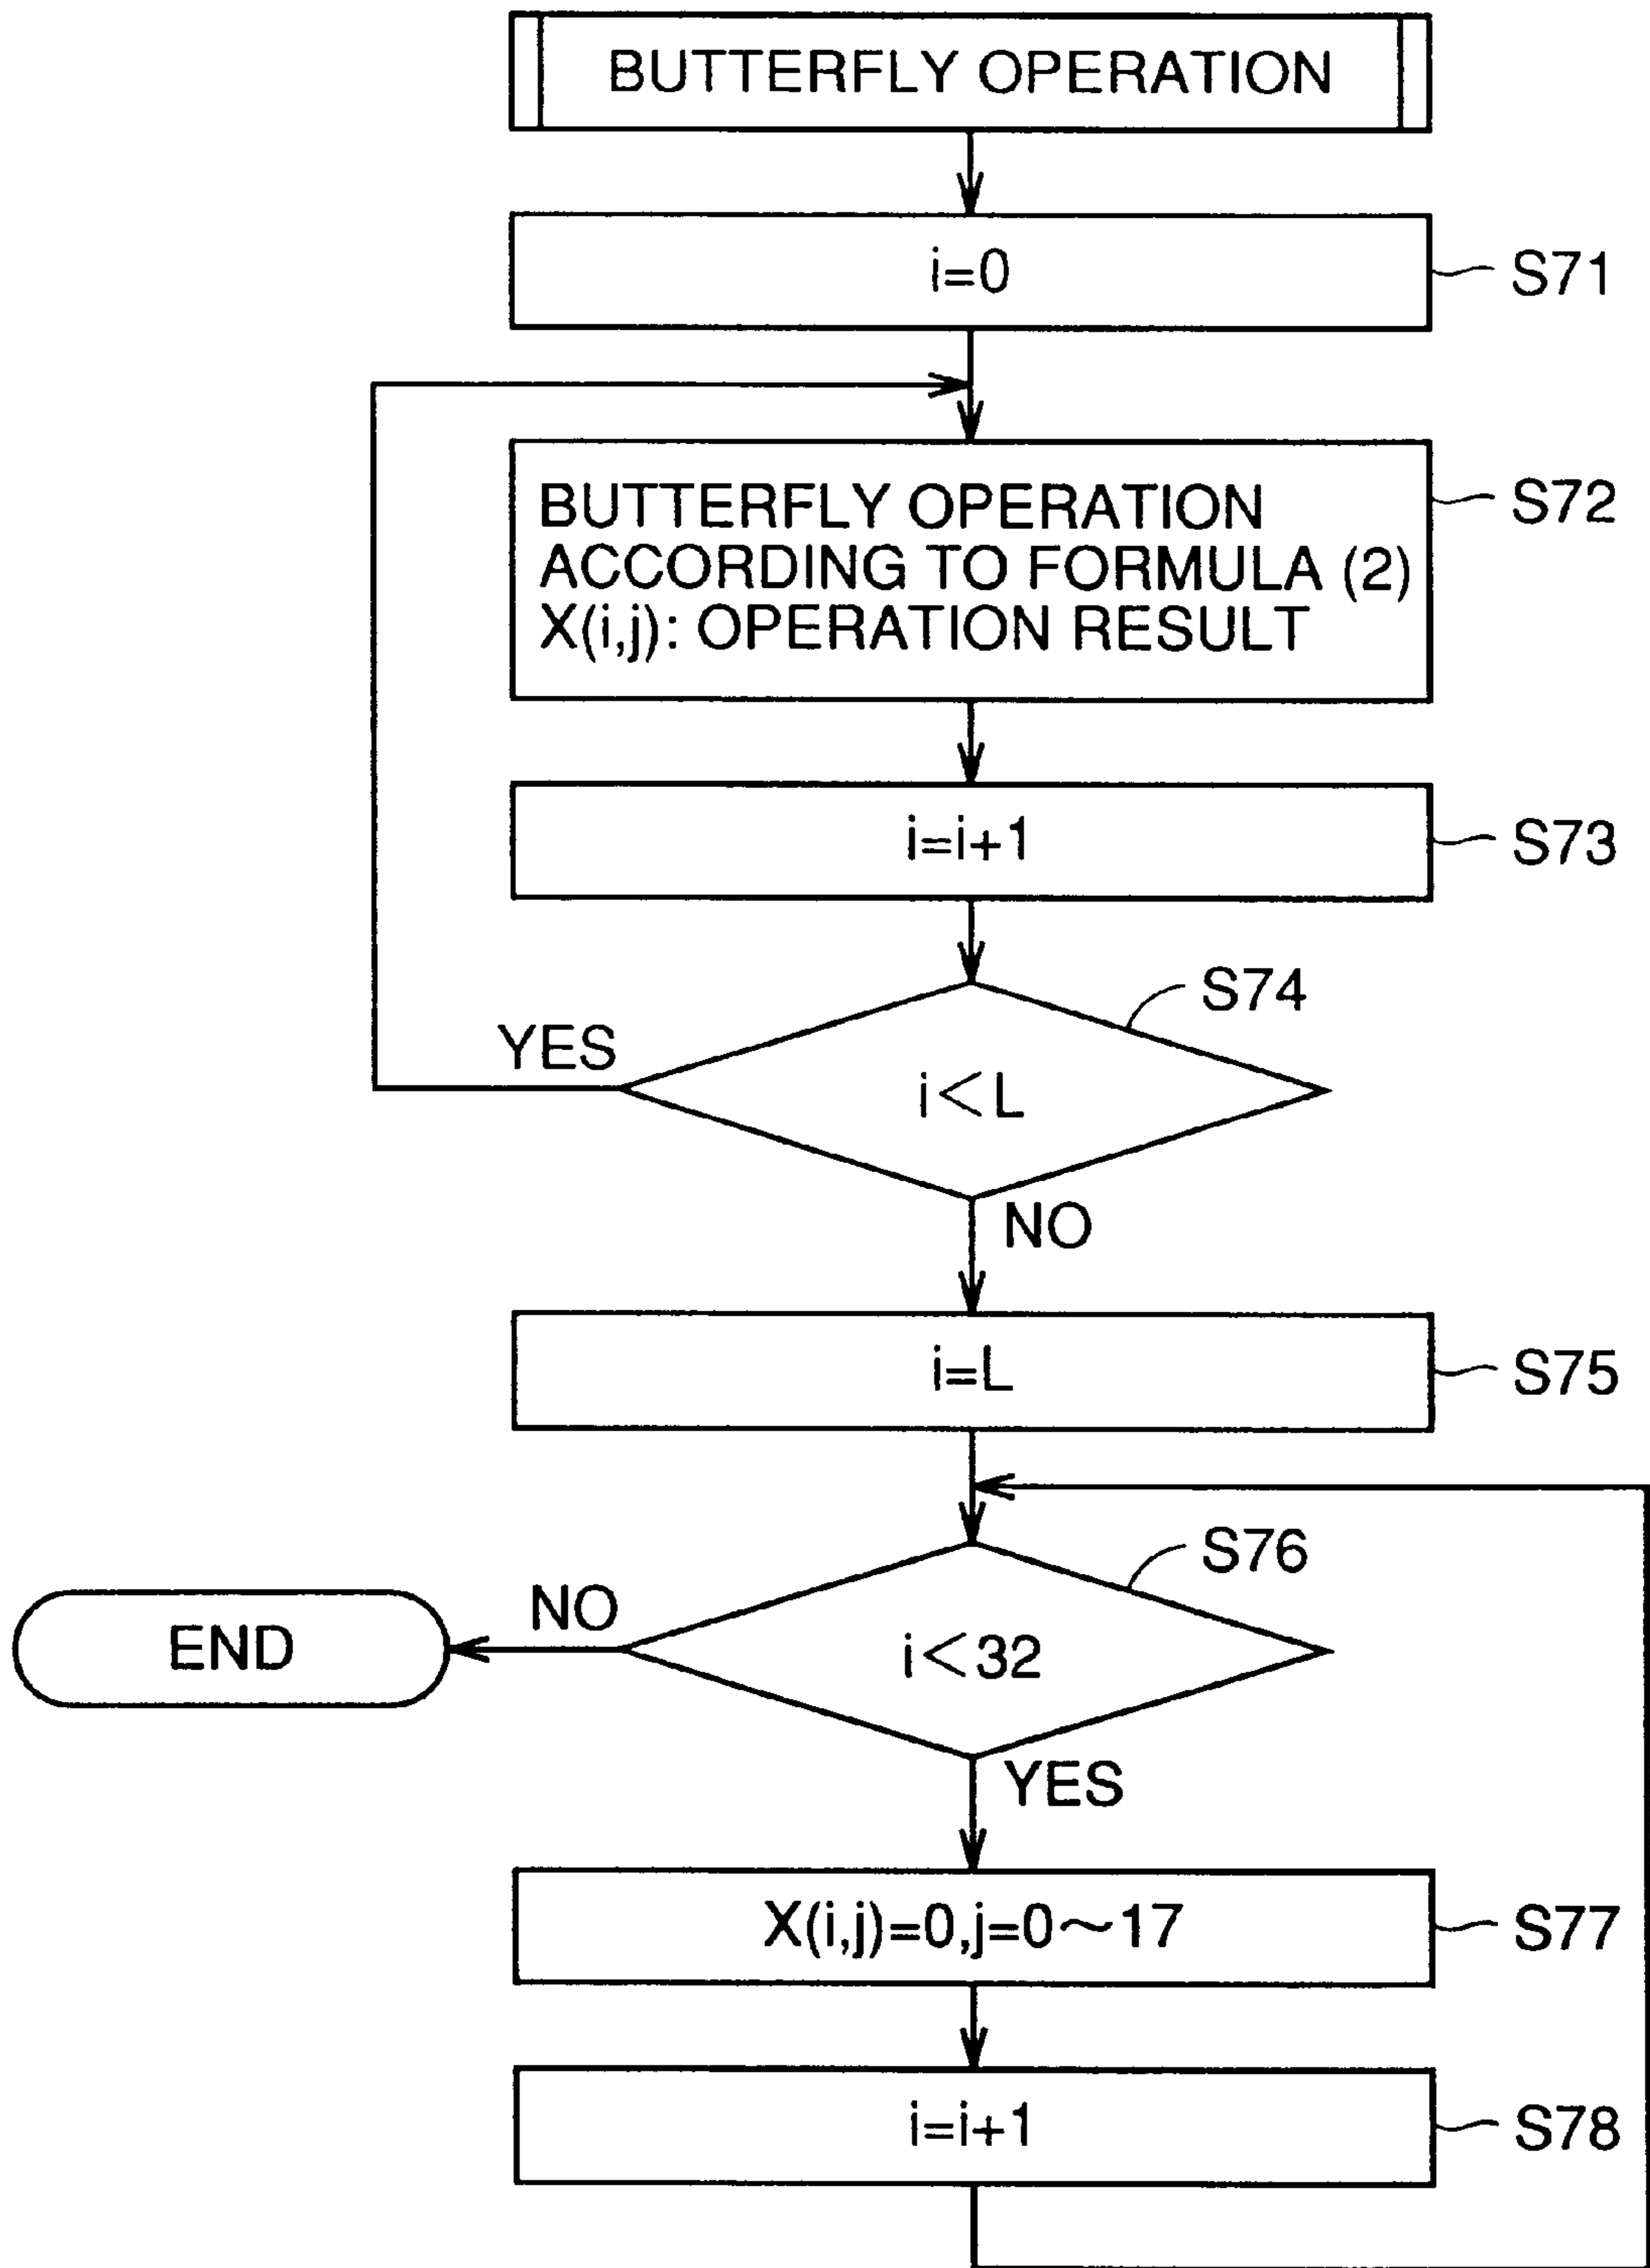 BUTTERFLY OPERATION
i=0
S71
BUTTERFLY OPERATION
ACCORDING TO FORMULA (2)
X(i,j): OPERATION RESULT
S72
i=i+1
S73
S74
YES
i<L
NO
i=L
S75
S76
NO
END
i<32
YES
X(i,j)=0,j=0～17
S77
i=i+1
S78